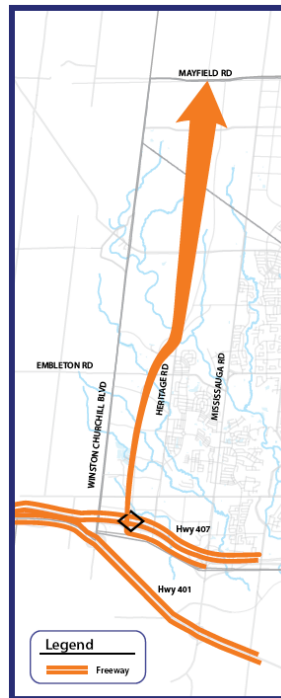 MAYFIELD RD
EMBLETON RD
WINSTON CHURCHILL BLVD
HERITAGE RD
MISSISSAUGA RD
Hwy 407
Hwy 401
Legend
Freeway